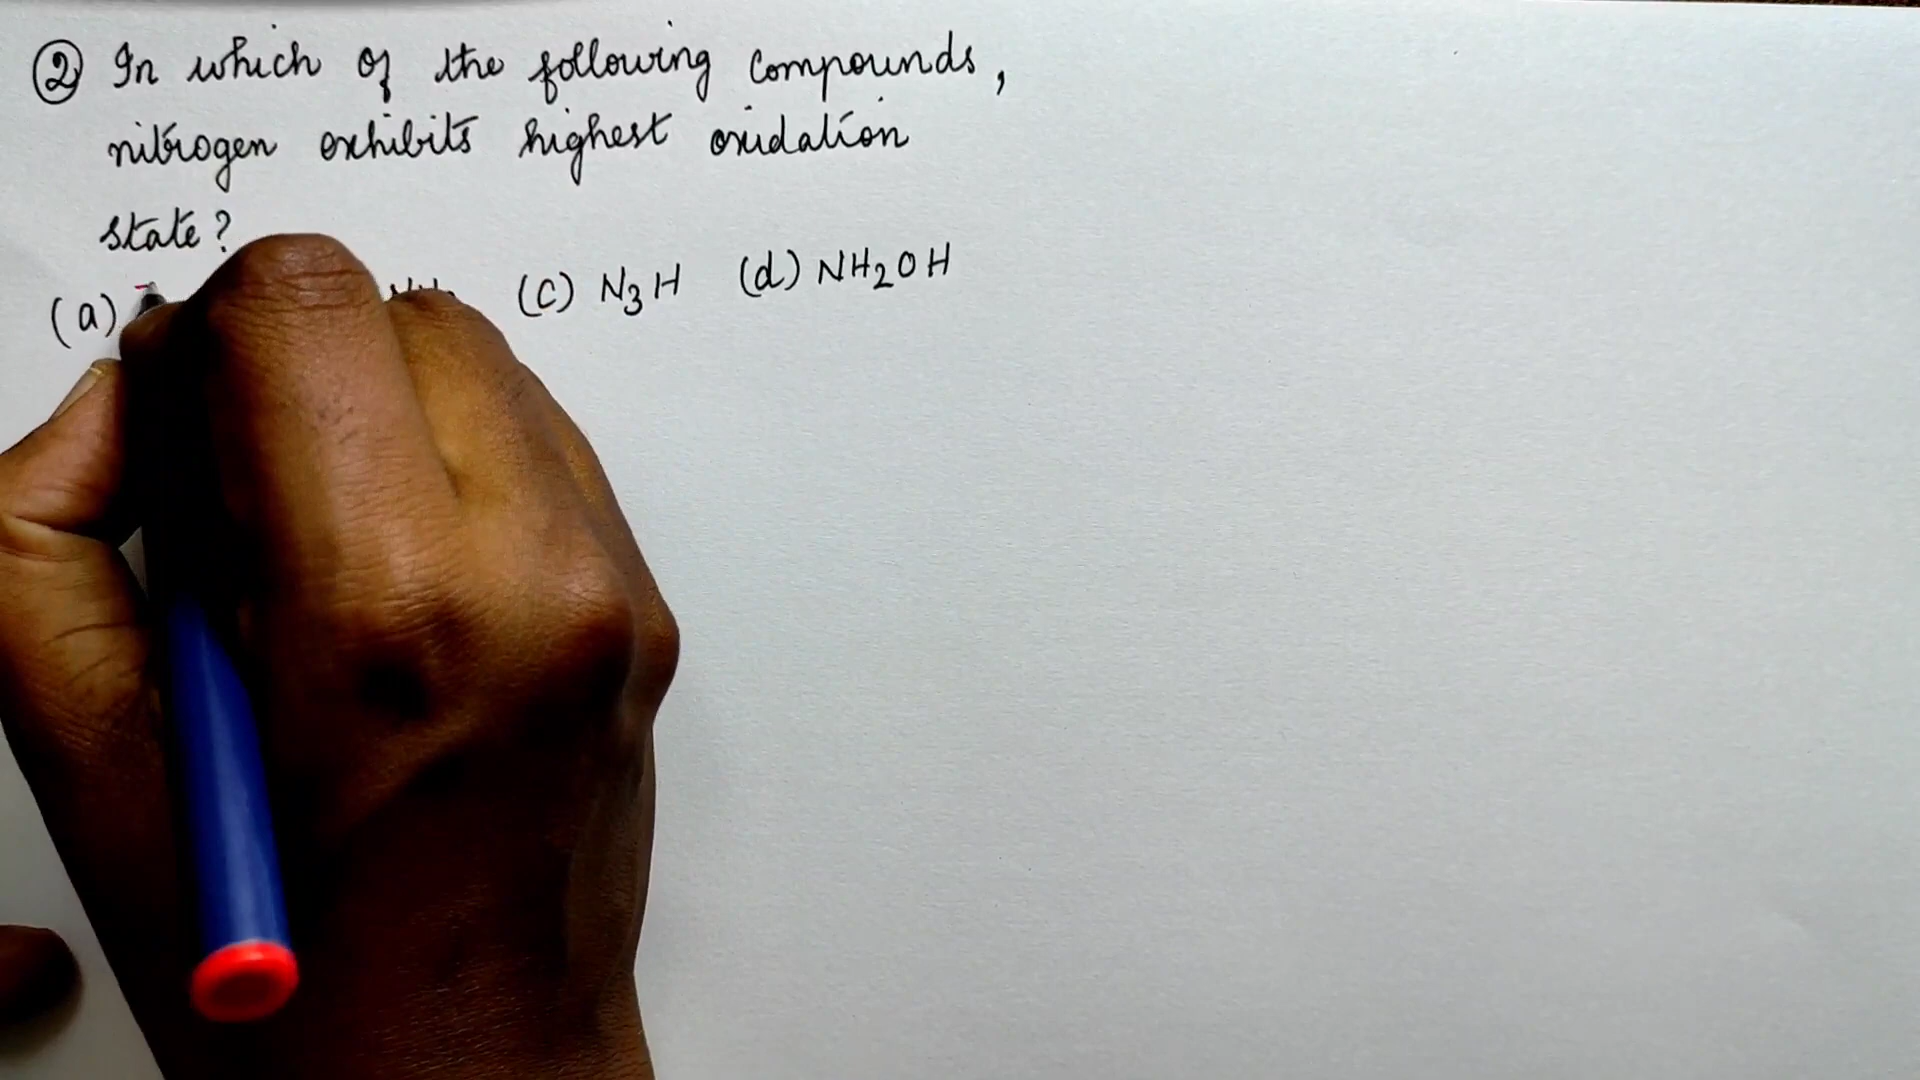 ② In which of the following compounds,
nitrogen exhibits highest oxidation
state?
(a) (c) N₃H (d) NH₂OH